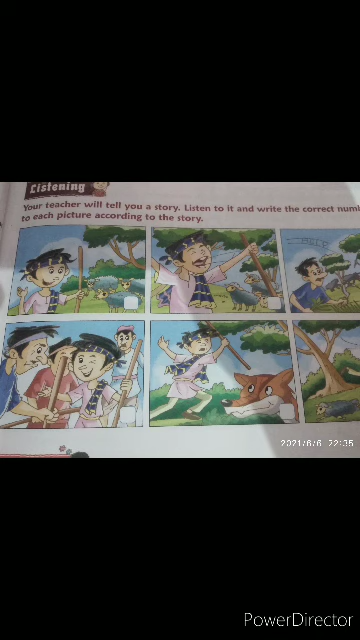 Listening
Your teacher will tell you a story. Listen to it and write the correct
to each picture according to the story.
HELP
2021/6/6 22:35
PowerDirector